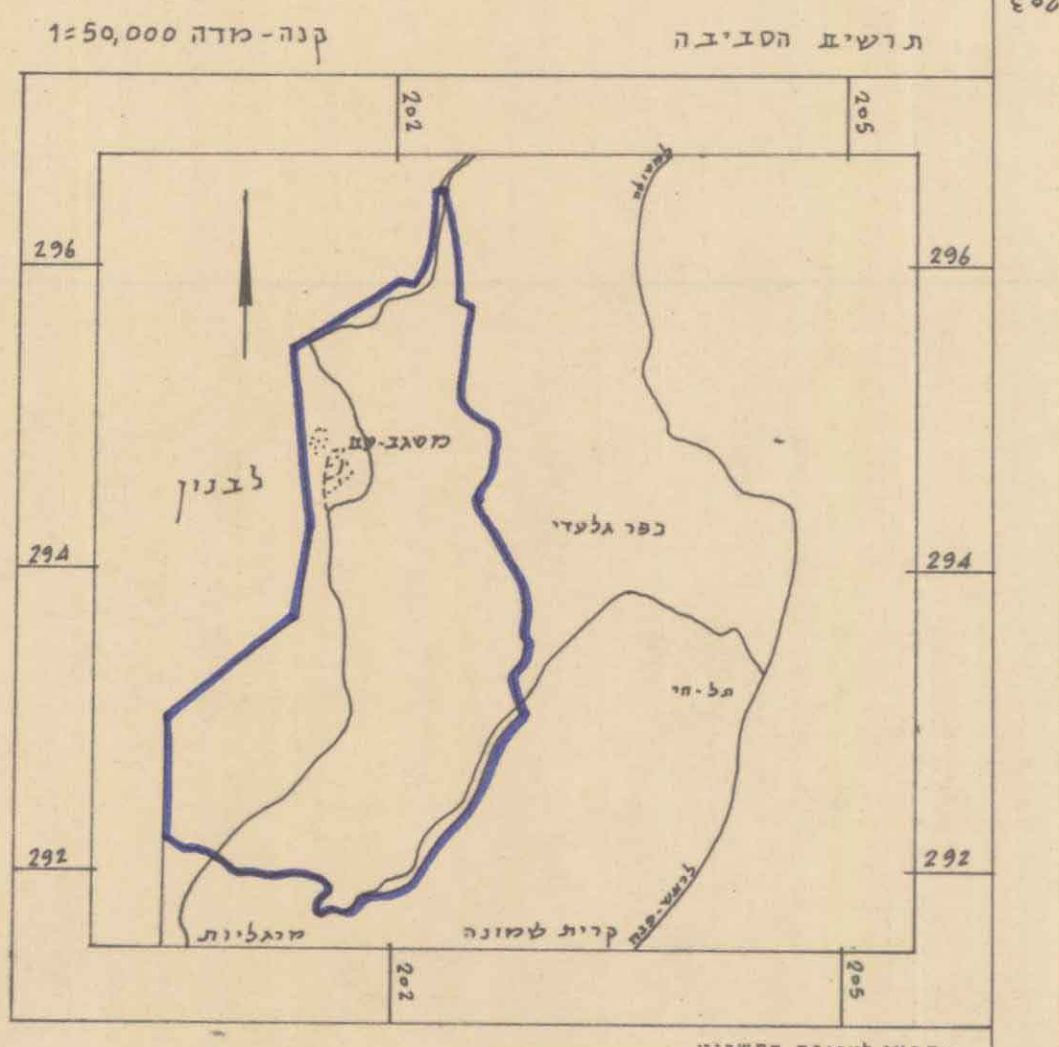 תרשים הסביבה
קנה-מדה 1=50,000
202
205
296
296
מסגב-עם
לבנון
כפר גלעדי
294
294
תל-חי
292
292
לראש-פנה
קרית שמונה
מרגליות
202
205